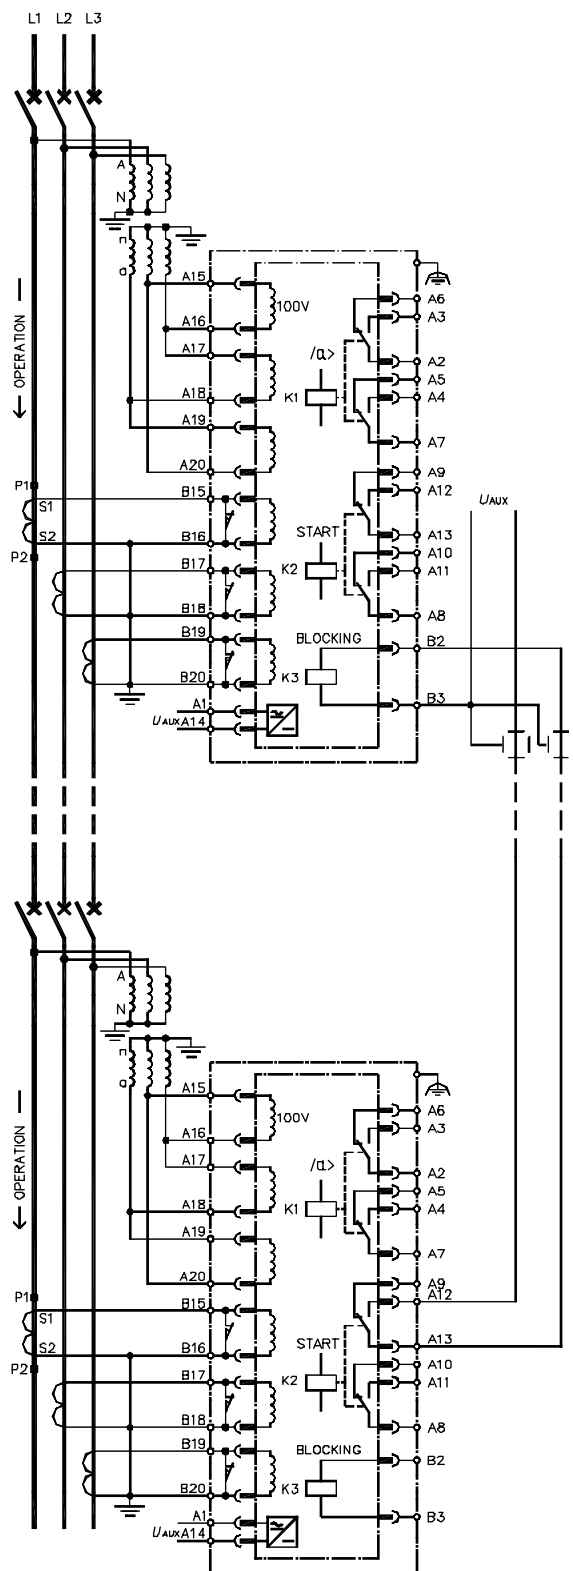 L1 L2 L3
A
N
n
a
A15
100V
A16
A17
A18
A19
A20
B15
B16
B17
B18
B19
B20
A1
UAUX A14
OPERATION
P1
S1
S2
P2
K1
START
K2
BLOCKING
K3
A6
A3
A2
A5
A4
A7
A9
A12
A13
A10
A11
A8
B2
B3
UAUX
A
N
n
a
A15
100V
A16
A17
A18
A19
A20
B15
B16
B17
B18
B19
B20
A1
UAUX A14
OPERATION
P1
S1
S2
P2
K1
START
K2
BLOCKING
K3
A6
A3
A2
A5
A4
A7
A9
A12
A13
A10
A11
A8
B2
B3